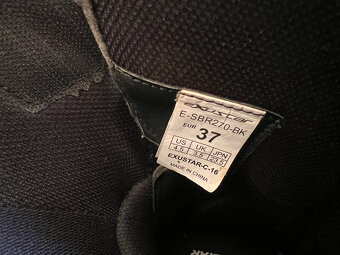 EXUSTAR
E-SBR270-BK
EUR 37
US UK JPN
4.5 3.5 23.5
EXUSTAR-C-16
MADE IN CHINA